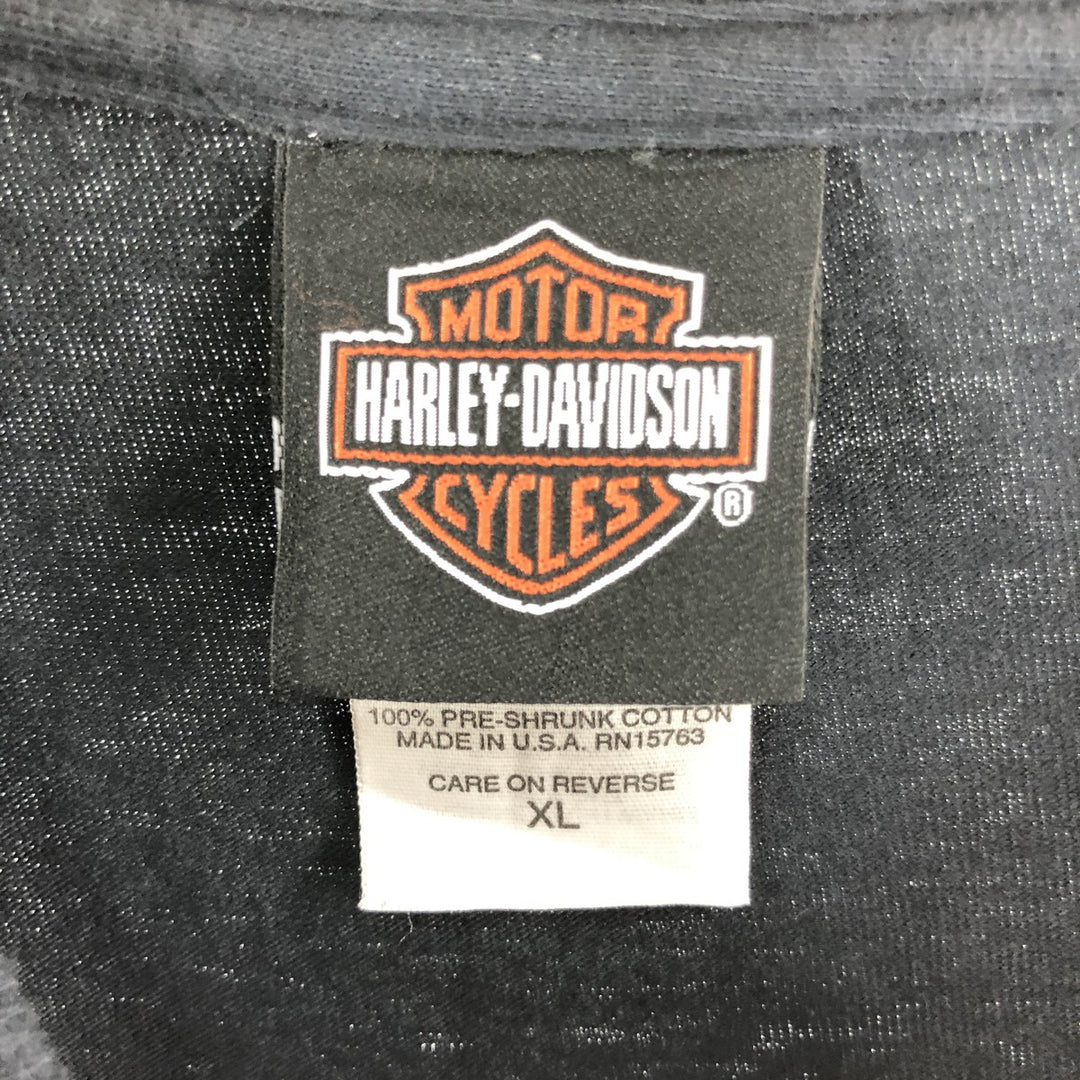 MOTOR
HARLEY-DAVIDSON
CYCLES
®
100% PRE-SHRUNK COTTON
MADE IN U.S.A. RN15763
CARE ON REVERSE
XL